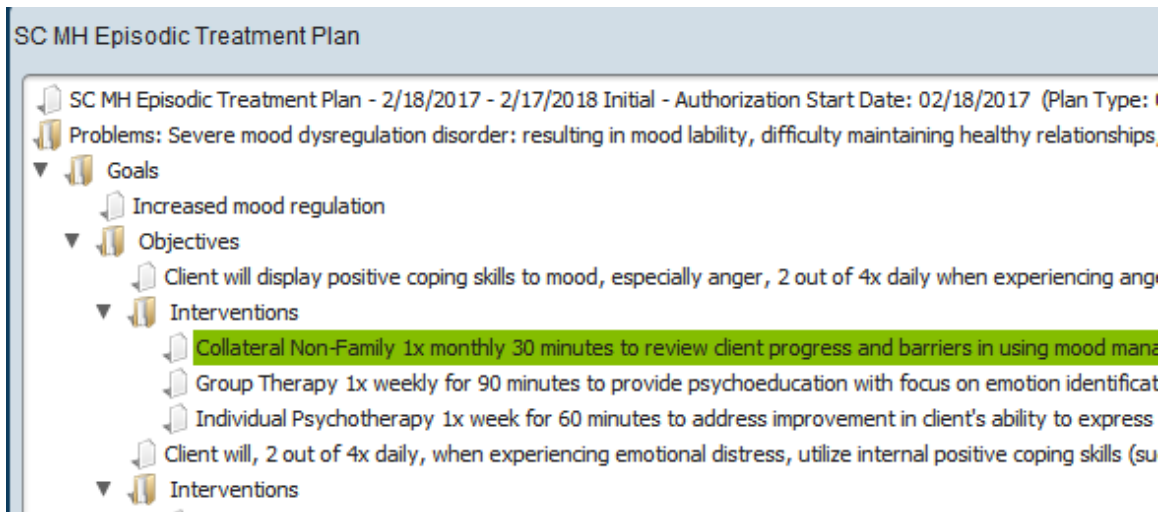 SC MH Episodic Treatment Plan
SC MH Episodic Treatment Plan - 2/18/2017 - 2/17/2018 Initial - Authorization Start Date: 02/18/2017 (Plan Type:
Problems: Severe mood dysregulation disorder: resulting in mood lability, difficulty maintaining healthy relationships,
Goals
Increased mood regulation
Objectives
Client will display positive coping skills to mood, especially anger, 2 out of 4x daily when experiencing ang
Interventions
Collateral Non-Family 1x monthly 30 minutes to review client progress and barriers in using mood mana
Group Therapy 1x weekly for 90 minutes to provide psychoeducation with focus on emotion identificat
Individual Psychotherapy 1x week for 60 minutes to address improvement in client's ability to express
Client will, 2 out of 4x daily, when experiencing emotional distress, utilize internal positive coping skills (su
Interventions